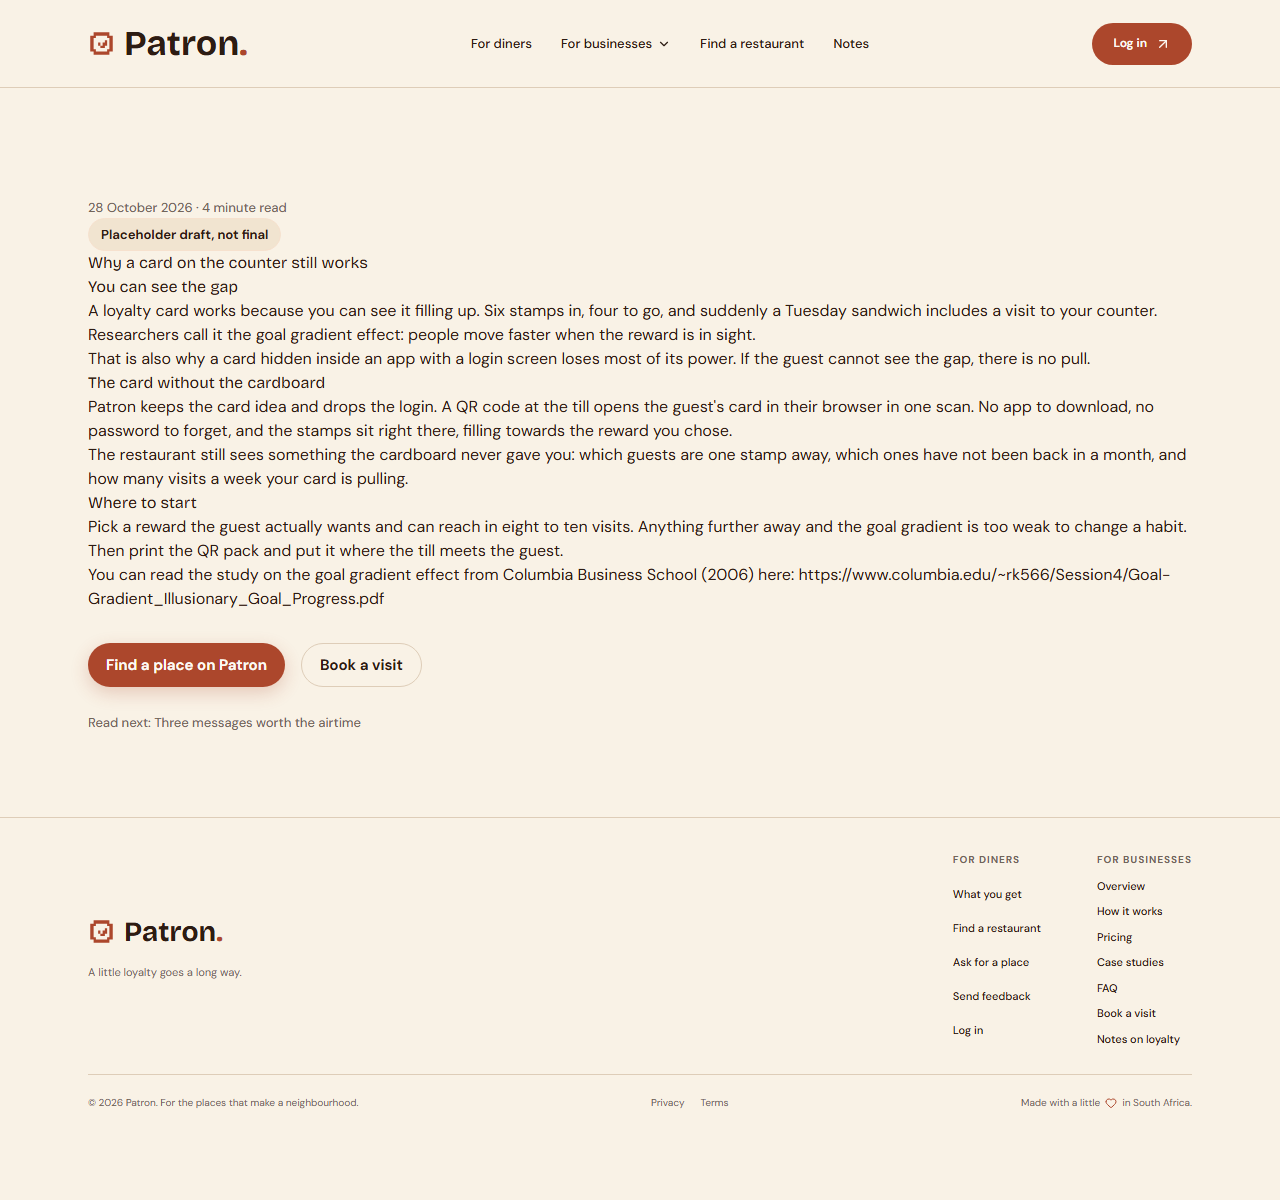 Patron.
For diners
For businesses
Find a restaurant
Notes
Log in
28 October 2026 · 4 minute read
Placeholder draft, not final
Why a card on the counter still works
You can see the gap
A loyalty card works because you can see it filling up. Six stamps in, four to go, and suddenly a Tuesday sandwich includes a visit to your counter.
Researchers call it the goal gradient effect: people move faster when the reward is in sight.
That is also why a card hidden inside an app with a login screen loses most of its power. If the guest cannot see the gap, there is no pull.
The card without the cardboard
Patron keeps the card idea and drops the login. A QR code at the till opens the guest's card in their browser in one scan. No app to download, no
password to forget, and the stamps sit right there, filling towards the reward you chose.
The restaurant still sees something the cardboard never gave you: which guests are one stamp away, which ones have not been back in a month, and
how many visits a week your card is pulling.
Where to start
Pick a reward the guest actually wants and can reach in eight to ten visits. Anything further away and the goal gradient is too weak to change a habit.
Then print the QR pack and put it where the till meets the guest.
You can read the study on the goal gradient effect from Columbia Business School (2006) here: https://www.columbia.edu/~rk566/Session4/Goal-
Gradient_Illusionary_Goal_Progress.pdf
Find a place on Patron
Book a visit
Read next: Three messages worth the airtime
Patron.
A little loyalty goes a long way.
FOR DINERS
What you get
Find a restaurant
Ask for a place
Send feedback
Log in
FOR BUSINESSES
Overview
How it works
Pricing
Case studies
FAQ
Book a visit
Notes on loyalty
© 2026 Patron. For the places that make a neighbourhood.
Privacy
Terms
Made with a little in South Africa.